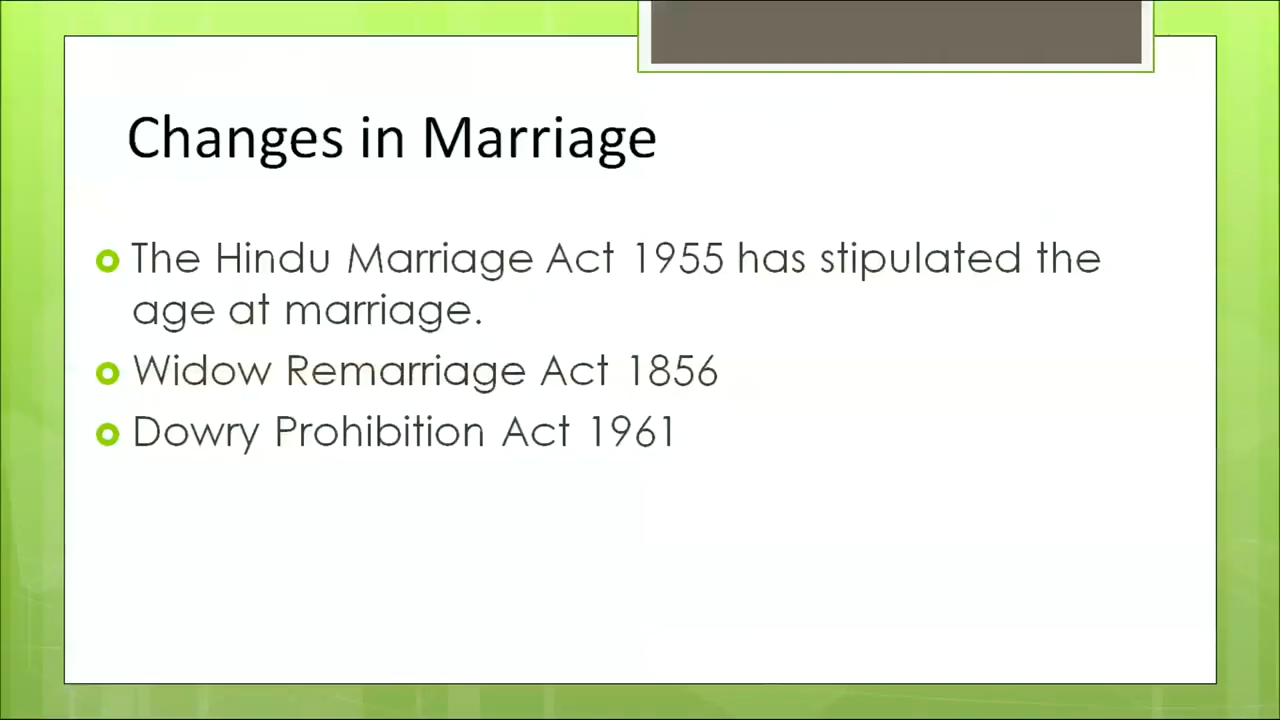 Changes in Marriage
The Hindu Marriage Act 1955 has stipulated the
age at marriage.
Widow Remarriage Act 1856
Dowry Prohibition Act 1961